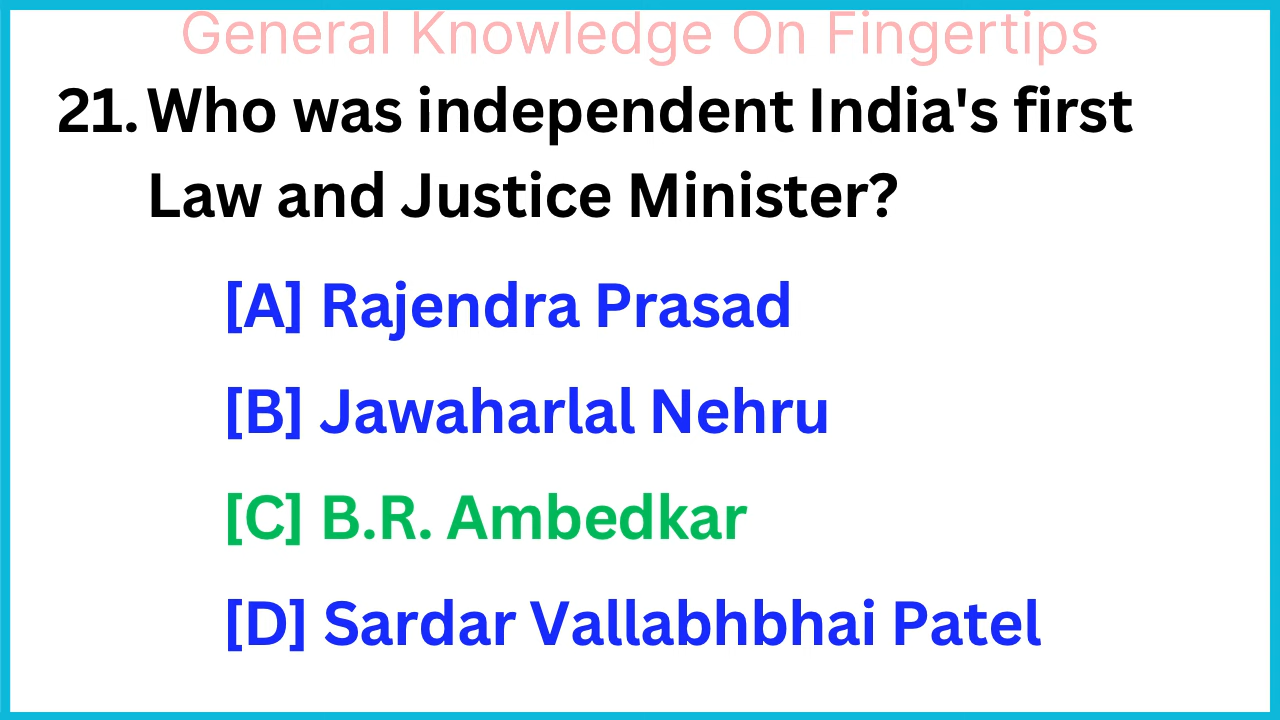 General Knowledge On Fingertips
21. Who was independent India's first
Law and Justice Minister?
[A] Rajendra Prasad
[B] Jawaharlal Nehru
[C] B.R. Ambedkar
[D] Sardar Vallabhbhai Patel